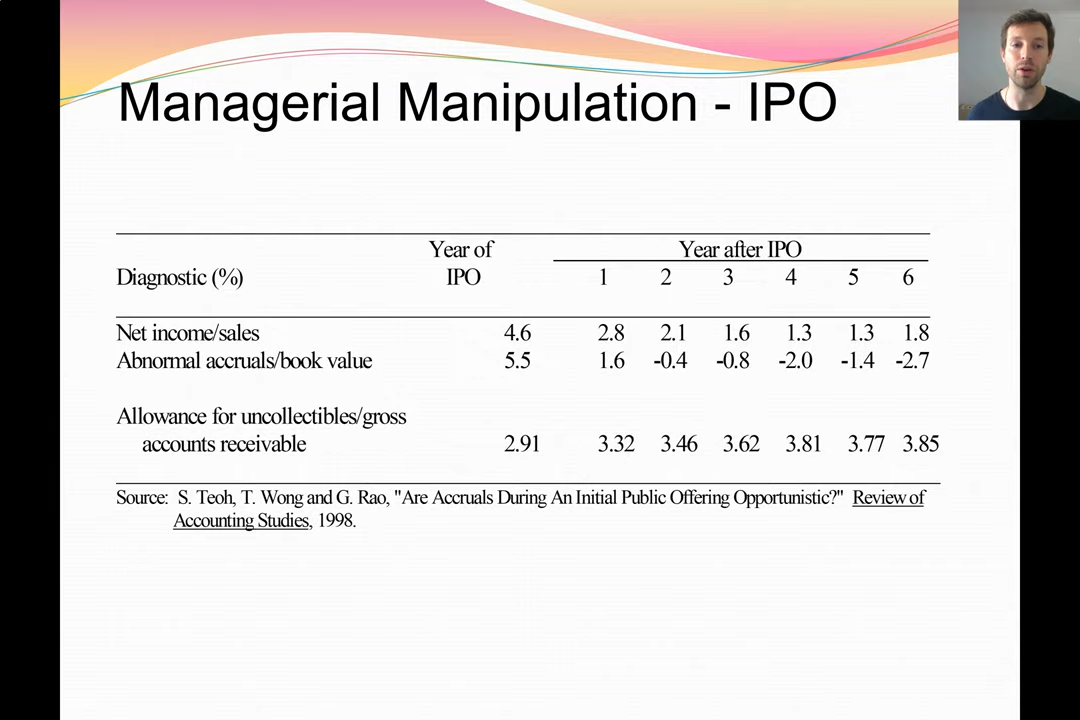 Managerial Manipulation - IPO
Year of Year after IPO
Diagnostic (%) IPO 1 2 3 4 5 6
Net income/sales 4.6 2.8 2.1 1.6 1.3 1.3 1.8
Abnormal accruals/book value 5.5 1.6 -0.4 -0.8 -2.0 -1.4 -2.7
Allowance for uncollectibles/gross
accounts receivable 2.91 3.32 3.46 3.62 3.81 3.77 3.85
Source: S. Teoh, T. Wong and G. Rao, "Are Accruals During An Initial Public Offering Opportunistic?" Review of
Accounting Studies, 1998.